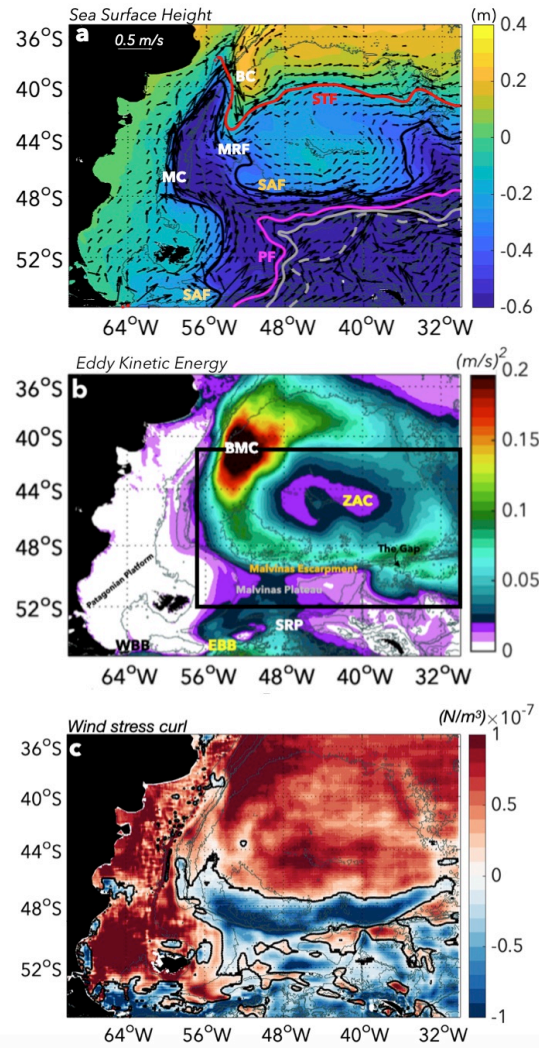 Sea Surface Height
(m)
a
0.5 m/s
BC
STF
MRF
MC
SAF
PF
SAF
36°S
40°S
44°S
48°S
52°S
64°W 56°W 48°W 40°W 32°W
0.4
0.2
0
-0.2
-0.4
-0.6
Eddy Kinetic Energy
(m/s)²
b
BMC
ZAC
The Gap
Malvinas Escarpment
Patagonian Platform
Malvinas Plateau
SRP
WBB
EBB
36°S
40°S
44°S
48°S
52°S
64°W 56°W 48°W 40°W 32°W
0.2
0.15
0.1
0.05
0
Wind stress curl
(N/m³)×10⁻⁷
c
36°S
40°S
44°S
48°S
52°S
64°W 56°W 48°W 40°W 32°W
1
0.5
0
-0.5
-1